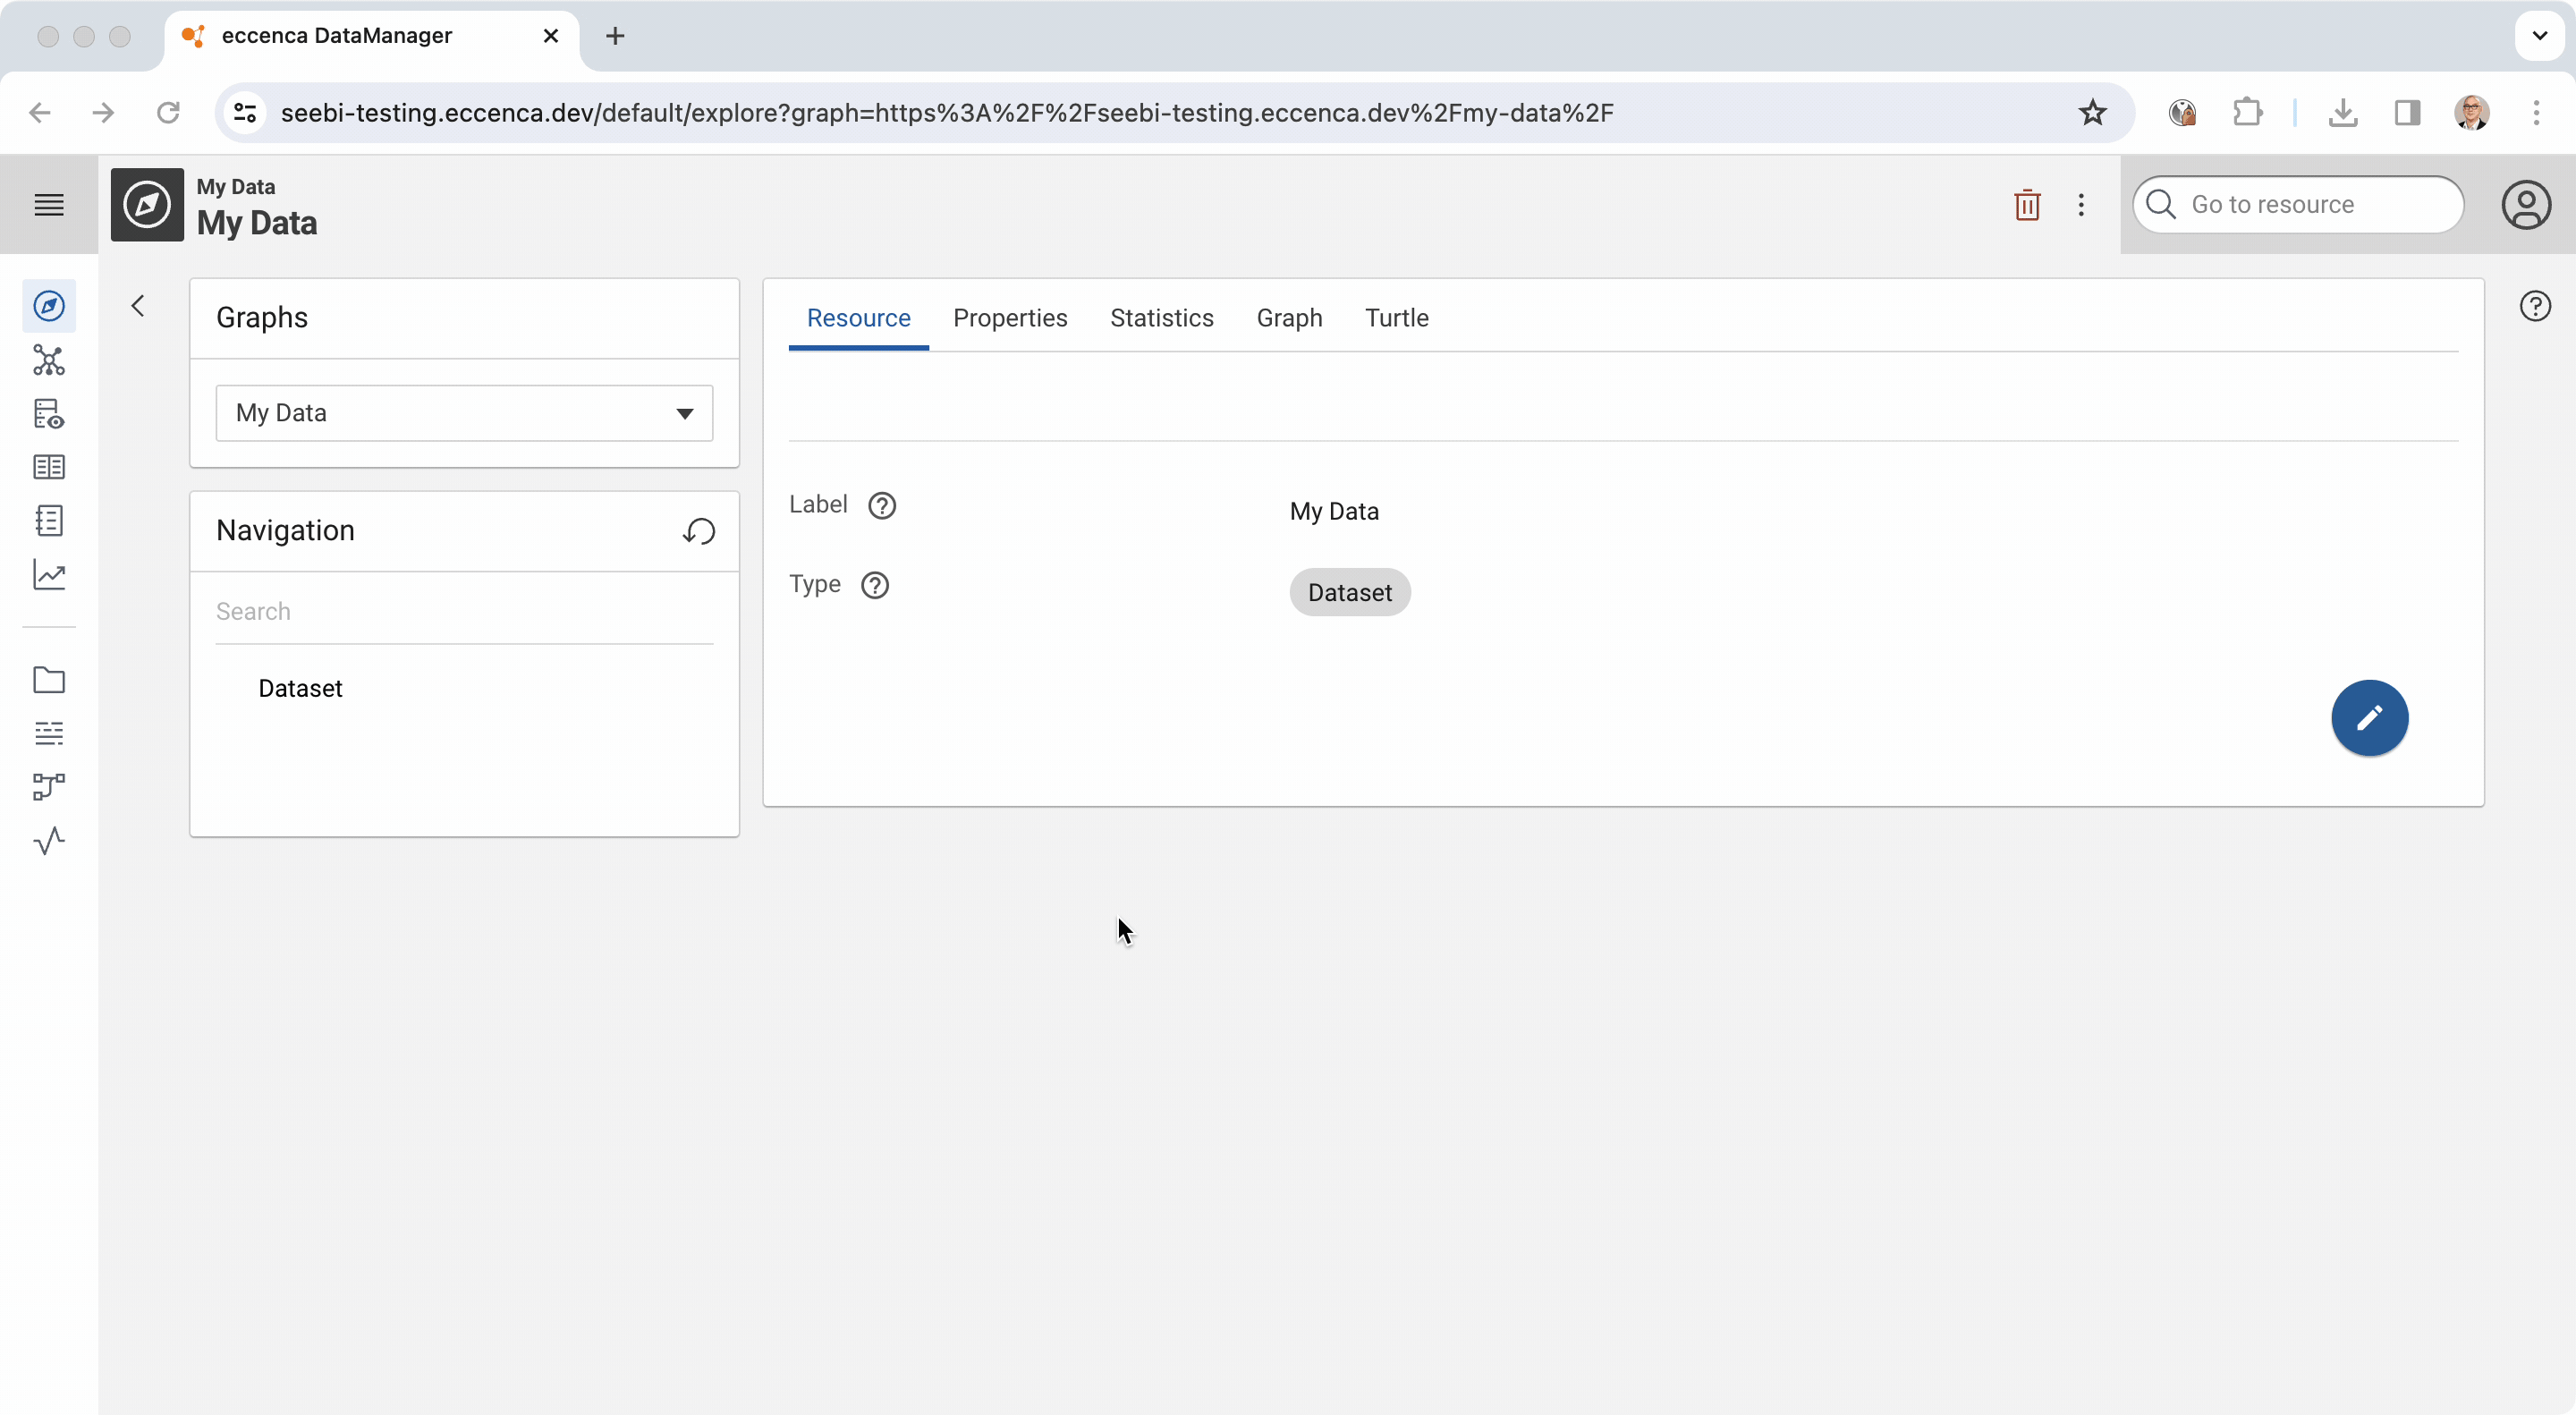 eccenca DataManager
seebi-testing.eccenca.dev/default/explore?graph=https%3A%2F%2Fseebi-testing.eccenca.dev%2Fmy-data%2F
My Data
My Data
Go to resource
Graphs
My Data
Navigation
Search
Dataset
Resource Properties Statistics Graph Turtle
Label
My Data
Type
Dataset